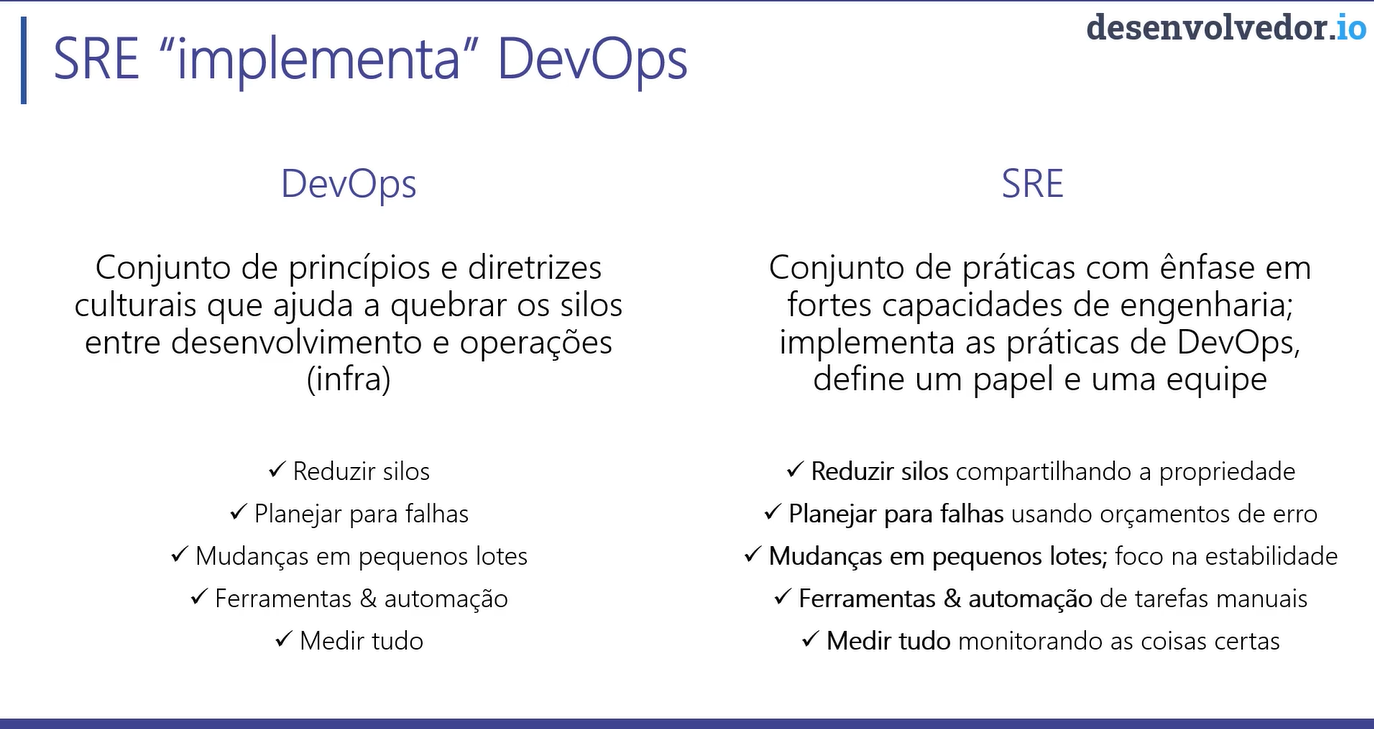 desenvolvedor.io
SRE “implementa” DevOps
DevOps
Conjunto de princípios e diretrizes
culturais que ajuda a quebrar os silos
entre desenvolvimento e operações
(infra)
✓ Reduzir silos
✓ Planejar para falhas
✓ Mudanças em pequenos lotes
✓ Ferramentas & automação
✓ Medir tudo
SRE
Conjunto de práticas com ênfase em
fortes capacidades de engenharia;
implementa as práticas de DevOps,
define um papel e uma equipe
✓ Reduzir silos compartilhando a propriedade
✓ Planejar para falhas usando orçamentos de erro
✓ Mudanças em pequenos lotes; foco na estabilidade
✓ Ferramentas & automação de tarefas manuais
✓ Medir tudo monitorando as coisas certas